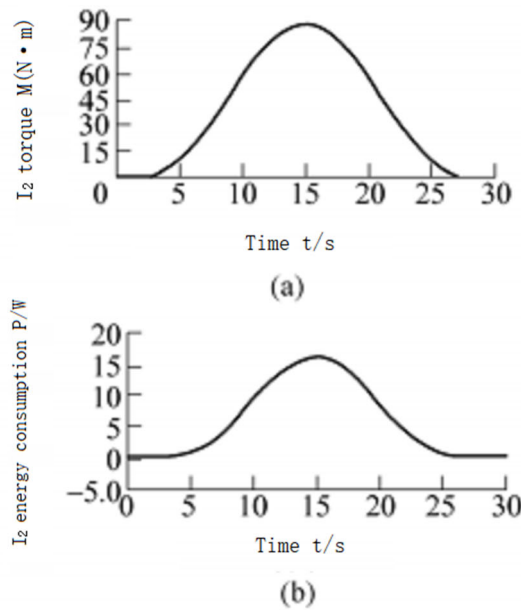 I₂ torque M(N·m)
90
75
60
45
30
15
0
5 10 15 20 25 30
Time t/s
(a)
I₂ energy consumption P/W
20
15
10
5
0
-5.0
0 5 10 15 20 25 30
Time t/s
(b)